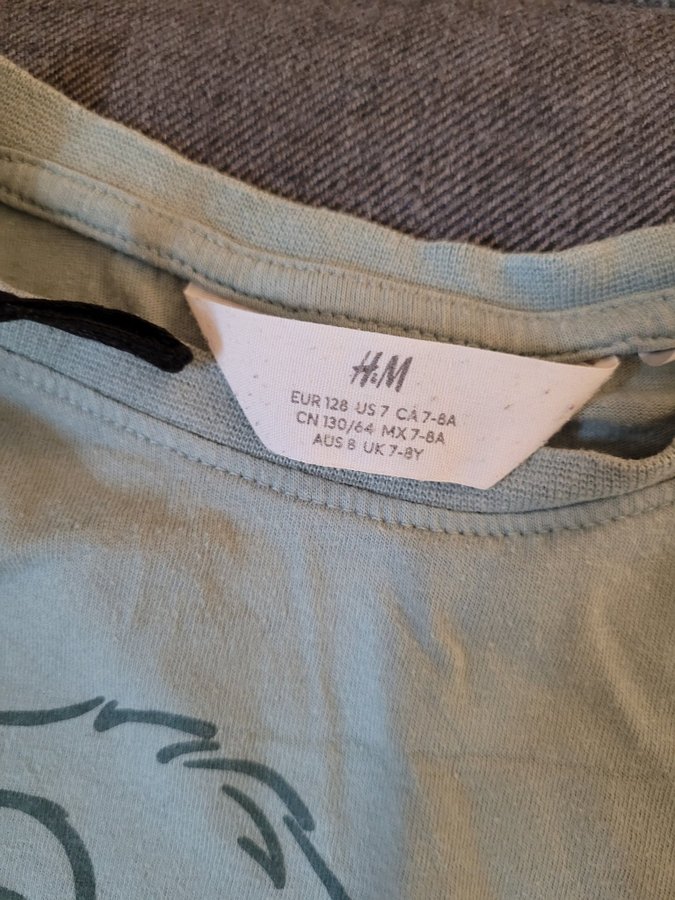 H&M
EUR 128 US 7 CA 7-8A
CN 130/64 MX 7-8A
AUS 8 UK 7-8Y